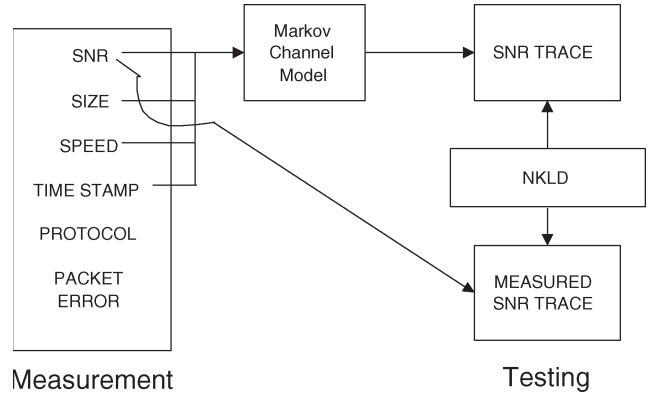 SNR
SIZE
SPEED
TIME STAMP
PROTOCOL
PACKET
ERROR
Measurement
Markov
Channel
Model
SNR TRACE
NKLD
MEASURED
SNR TRACE
Testing